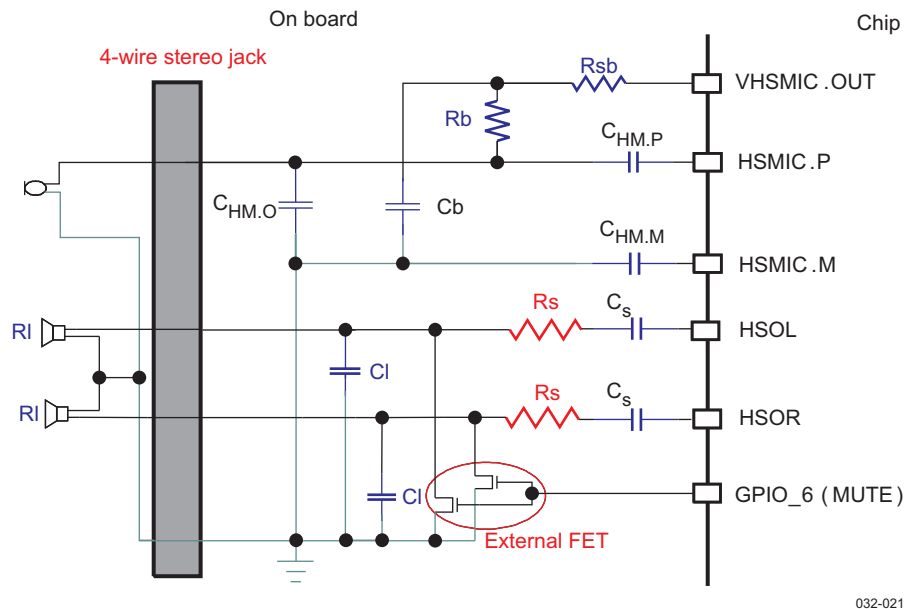 On board
Chip
4-wire stereo jack
Rsb
VHSMIC .OUT
Rb
CHM.P
HSMIC.P
CHM.O
Cb
CHM.M
HSMIC.M
Rl
Rs
Cs
HSOL
Cl
Rl
Rs
Cs
HSOR
Cl
GPIO_6 ( MUTE)
External FET
032-021